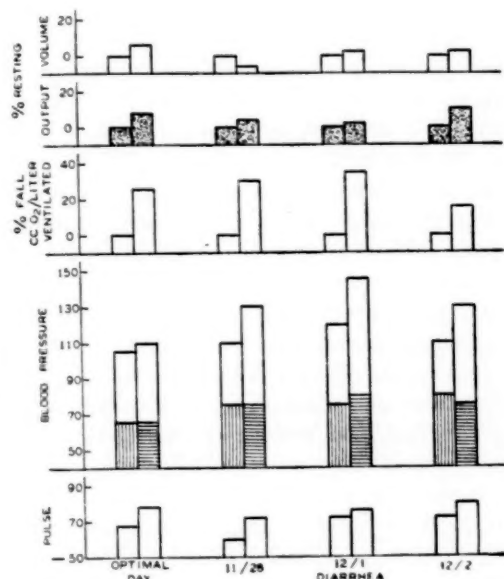 % RESTING
VOLUME
20
0
OUTPUT
20
0
% FALL
CC O₂/LITER
VENTILATED
40
20
0
BLOOD PRESSURE
150
130
110
90
70
50
PULSE
90
70
50
OPTIMAL 11/28 12/1 12/2
DAY DIARRHEA